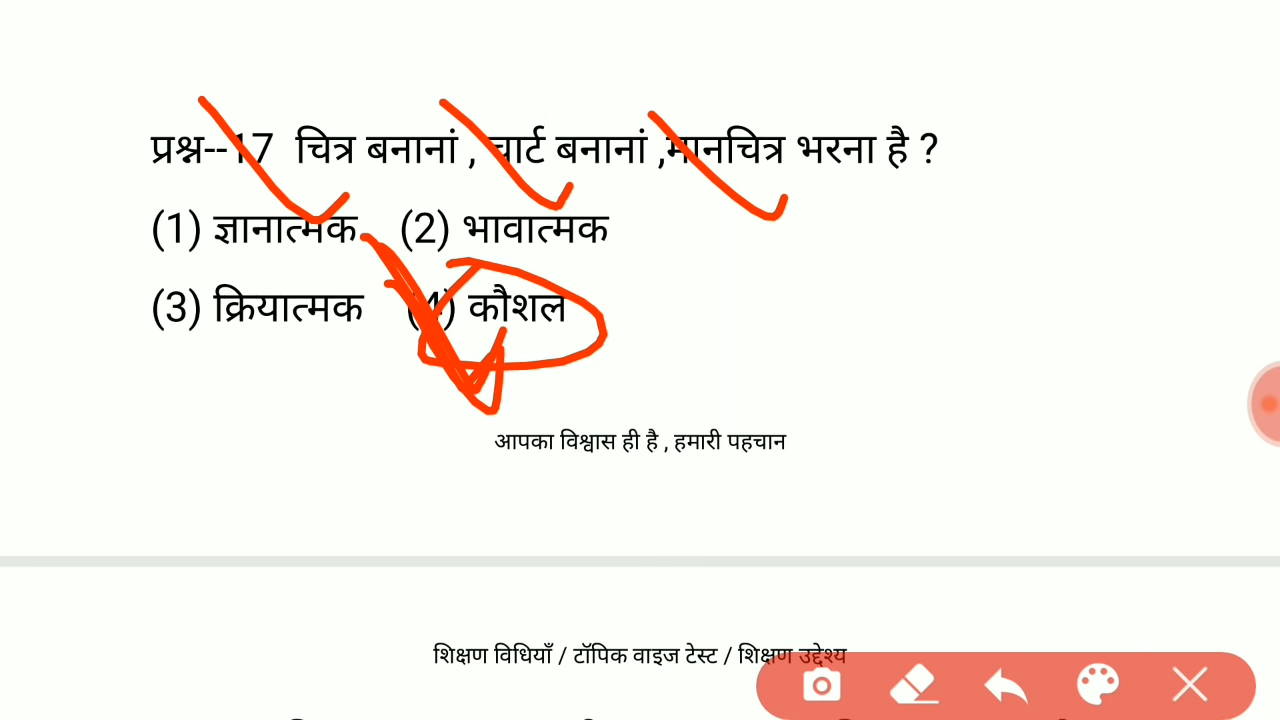 प्रश्न--17 चित्र बनानां , चार्ट बनानां ,मानचित्र भरना है ?
(1) ज्ञानात्मक (2) भावात्मक
(3) क्रियात्मक (4) कौशल
आपका विश्वास ही है , हमारी पहचान
शिक्षण विधियाँ / टॉपिक वाइज टेस्ट / शिक्षण उद्देश्य